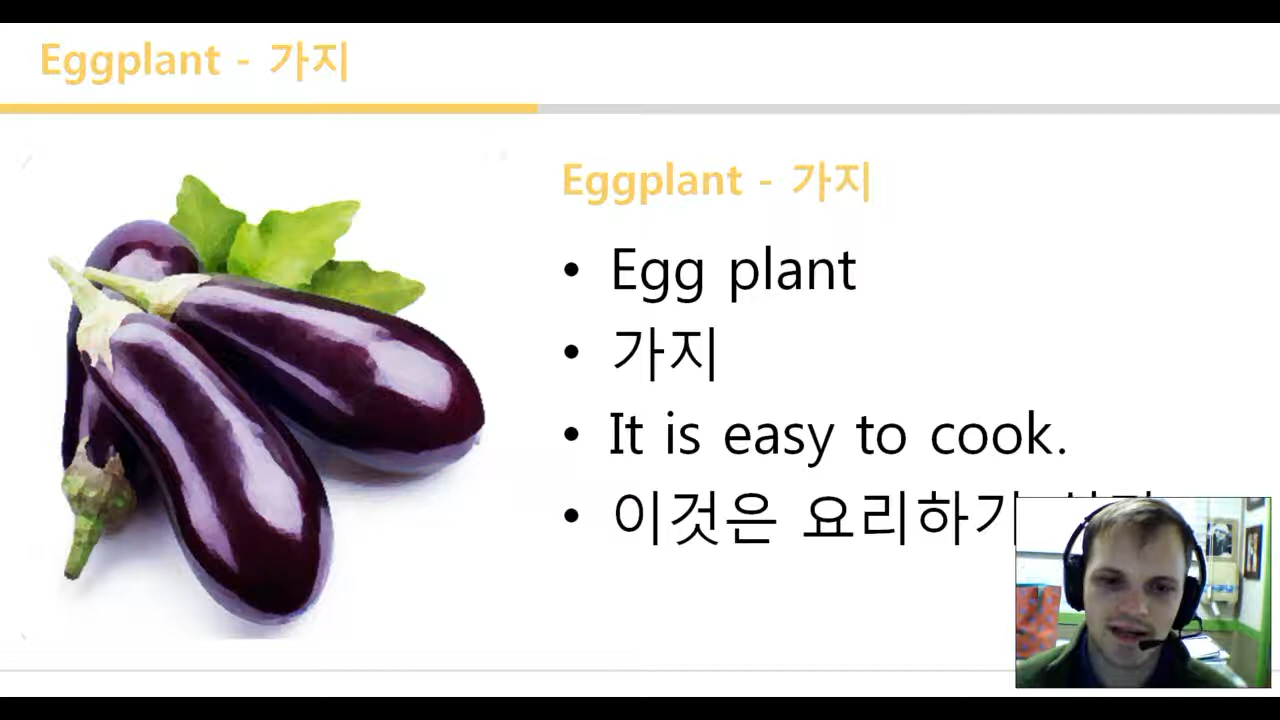 Eggplant - 가지
Eggplant - 가지
• Egg plant
• 가지
• It is easy to cook.
• 이것은 요리하기